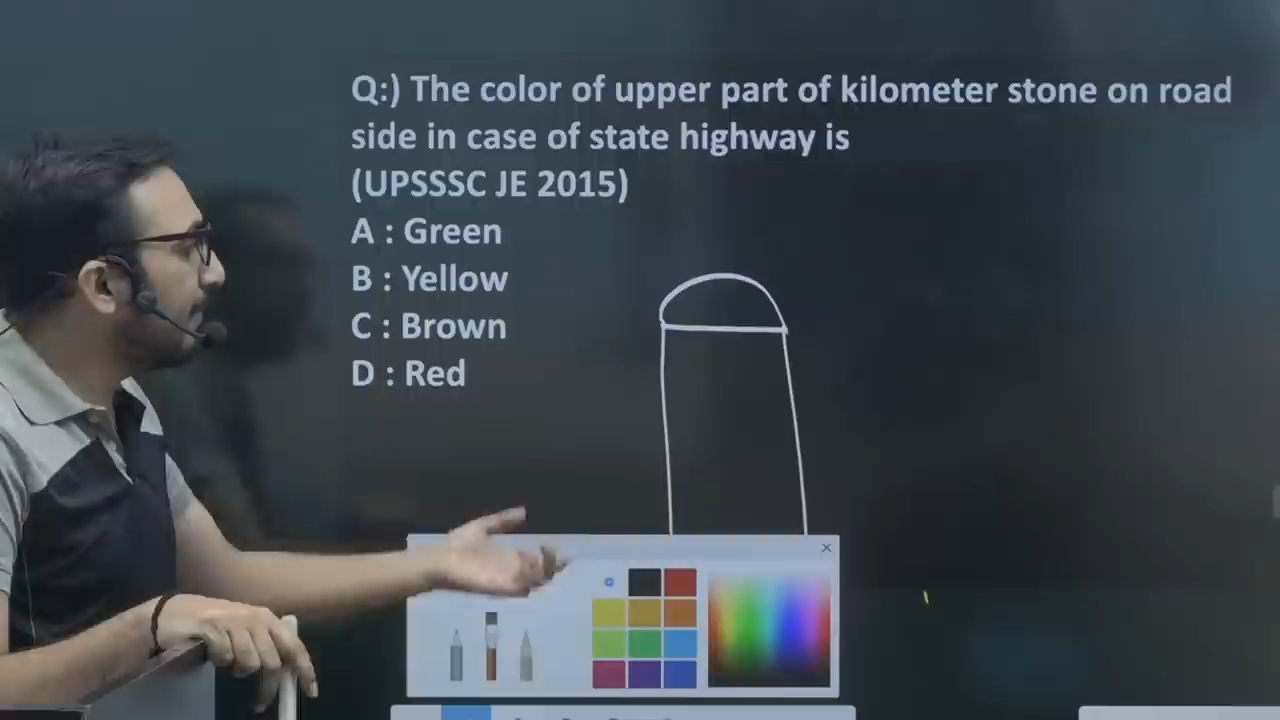 Q:) The color of upper part of kilometer stone on road
side in case of state highway is
(UPSSSC JE 2015)
A : Green
B : Yellow
C : Brown
D : Red